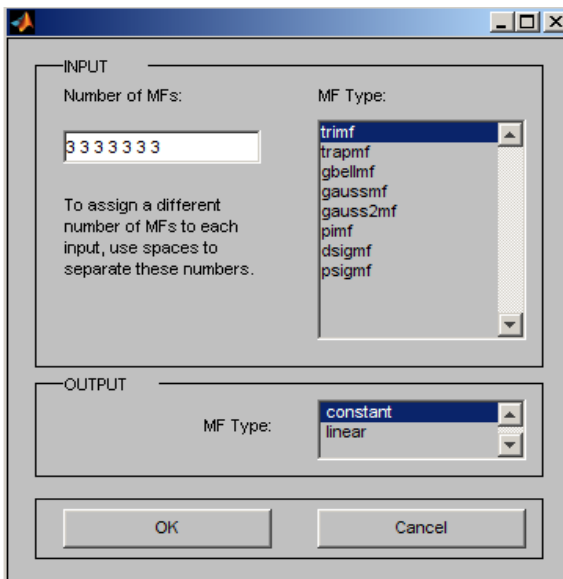 INPUT
Number of MFs:
3 3 3 3 3 3 3
To assign a different
number of MFs to each
input, use spaces to
separate these numbers.
MF Type:
trimf
trapmf
gbellmf
gaussmf
gauss2mf
pimf
dsigmf
psigmf
OUTPUT
MF Type:
constant
linear
OK
Cancel